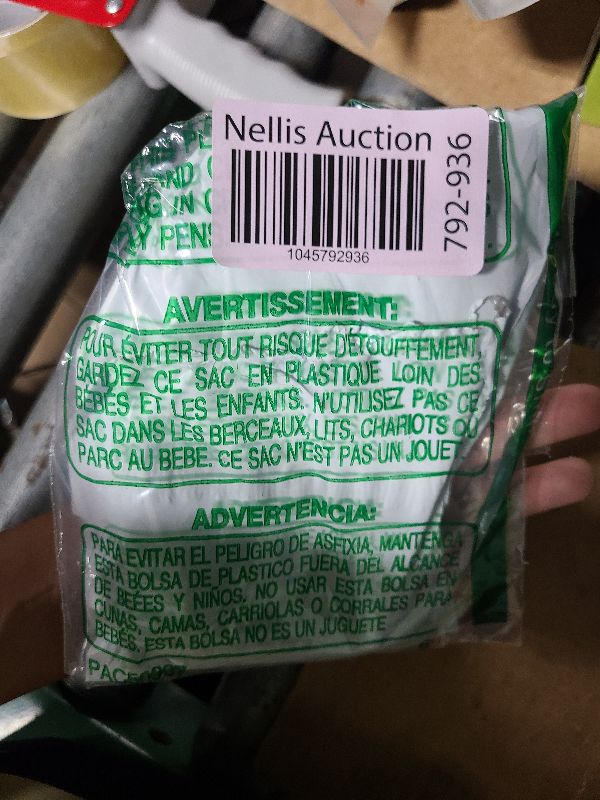 Nellis Auction
792-936
1045792936
AVERTISSEMENT:
POUR ÉVITER TOUT RISQUE DÉTOUFFEMENT,
GARDEZ CE SAC EN PLASTIQUE LOIN DES
BÉBÉS ET LES ENFANTS. N'UTILISEZ PAS CE
SAC DANS LES BERCEAUX, LITS, CHARIOTS OU
PARC AU BEBE. CE SAC N'EST PAS UN JOUET
ADVERTENCIA:
PARA EVITAR EL PELIGRO DE ASFIXIA, MANTENGA
ESTA BOLSA DE PLASTICO FUERA DEL ALCANCE
DE BEÉES Y NIÑOS. NO USAR ESTA BOLSA EN
CUNAS, CAMAS, CARRIOLAS O CORRALES PARA
BEBÉS, ESTA BOLSA NO ES UN JUGUETE